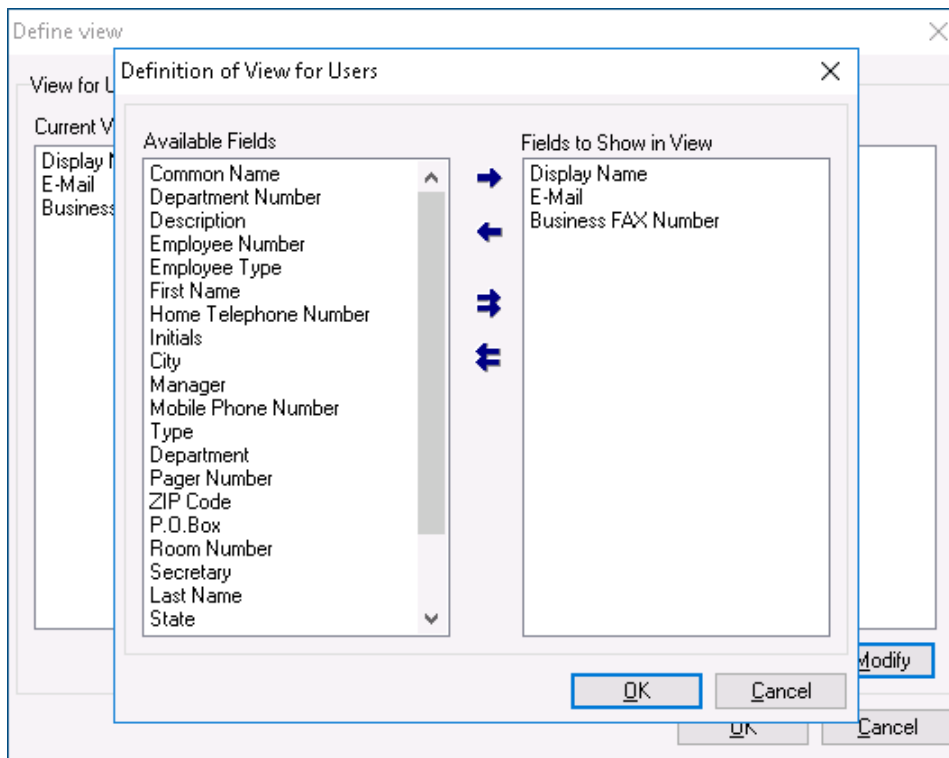 Define view
Definition of View for Users
View for U
Current V
Display N
E-Mail
Business
Available Fields
Common Name
Department Number
Description
Employee Number
Employee Type
First Name
Home Telephone Number
Initials
City
Manager
Mobile Phone Number
Type
Department
Pager Number
ZIP Code
P.O.Box
Room Number
Secretary
Last Name
State
Fields to Show in View
Display Name
E-Mail
Business FAX Number
OK
Cancel
Modify
OK
Cancel